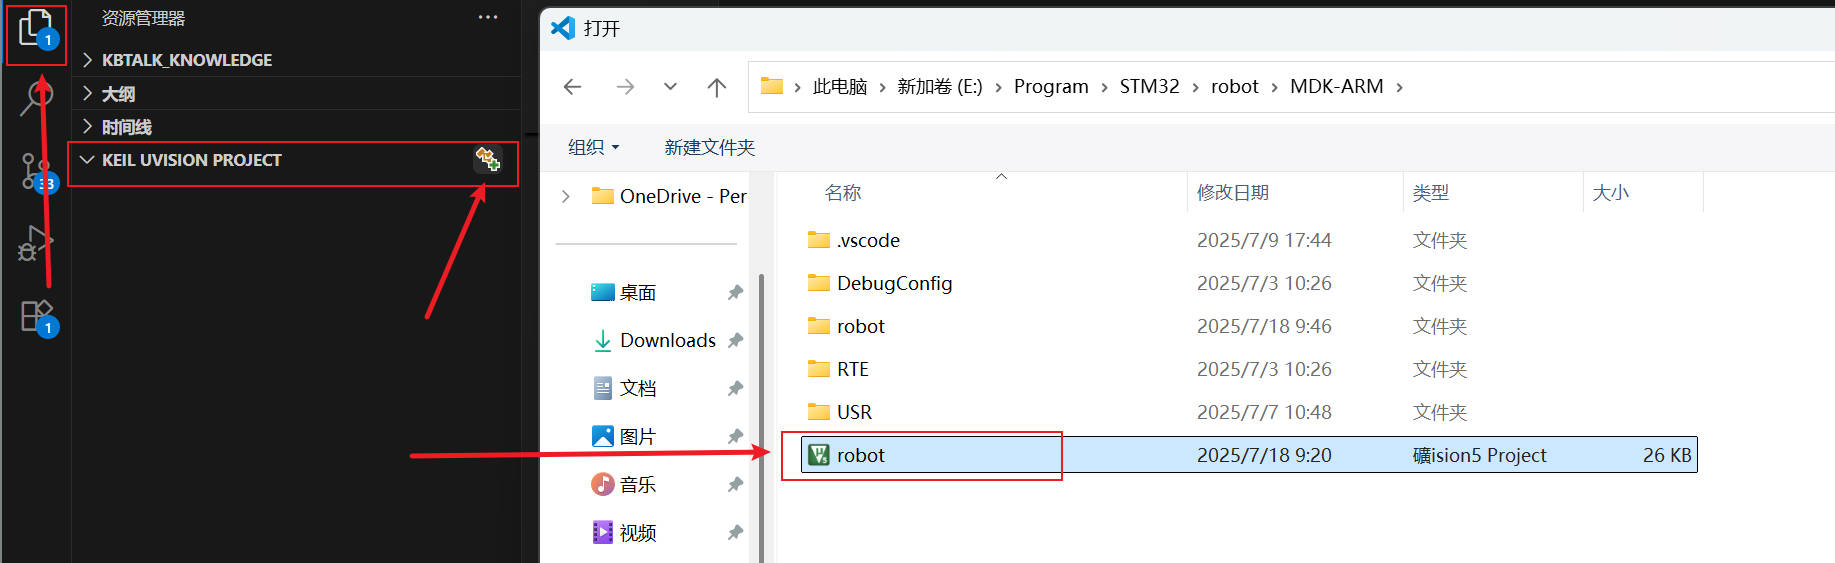 资源管理器
1
KBTALK_KNOWLEDGE
大纲
时间线
KEIL UVISION PROJECT
33
1
打开
此电脑 新加卷 (E:) Program STM32 robot MDK-ARM
组织 新建文件夹
OneDrive - Per
桌面
Downloads
文档
图片
音乐
视频
名称 修改日期 类型 大小
.vscode 2025/7/9 17:44 文件夹
DebugConfig 2025/7/3 10:26 文件夹
robot 2025/7/18 9:46 文件夹
RTE 2025/7/3 10:26 文件夹
USR 2025/7/7 10:48 文件夹
robot 2025/7/18 9:20 礦ision5 Project 26 KB